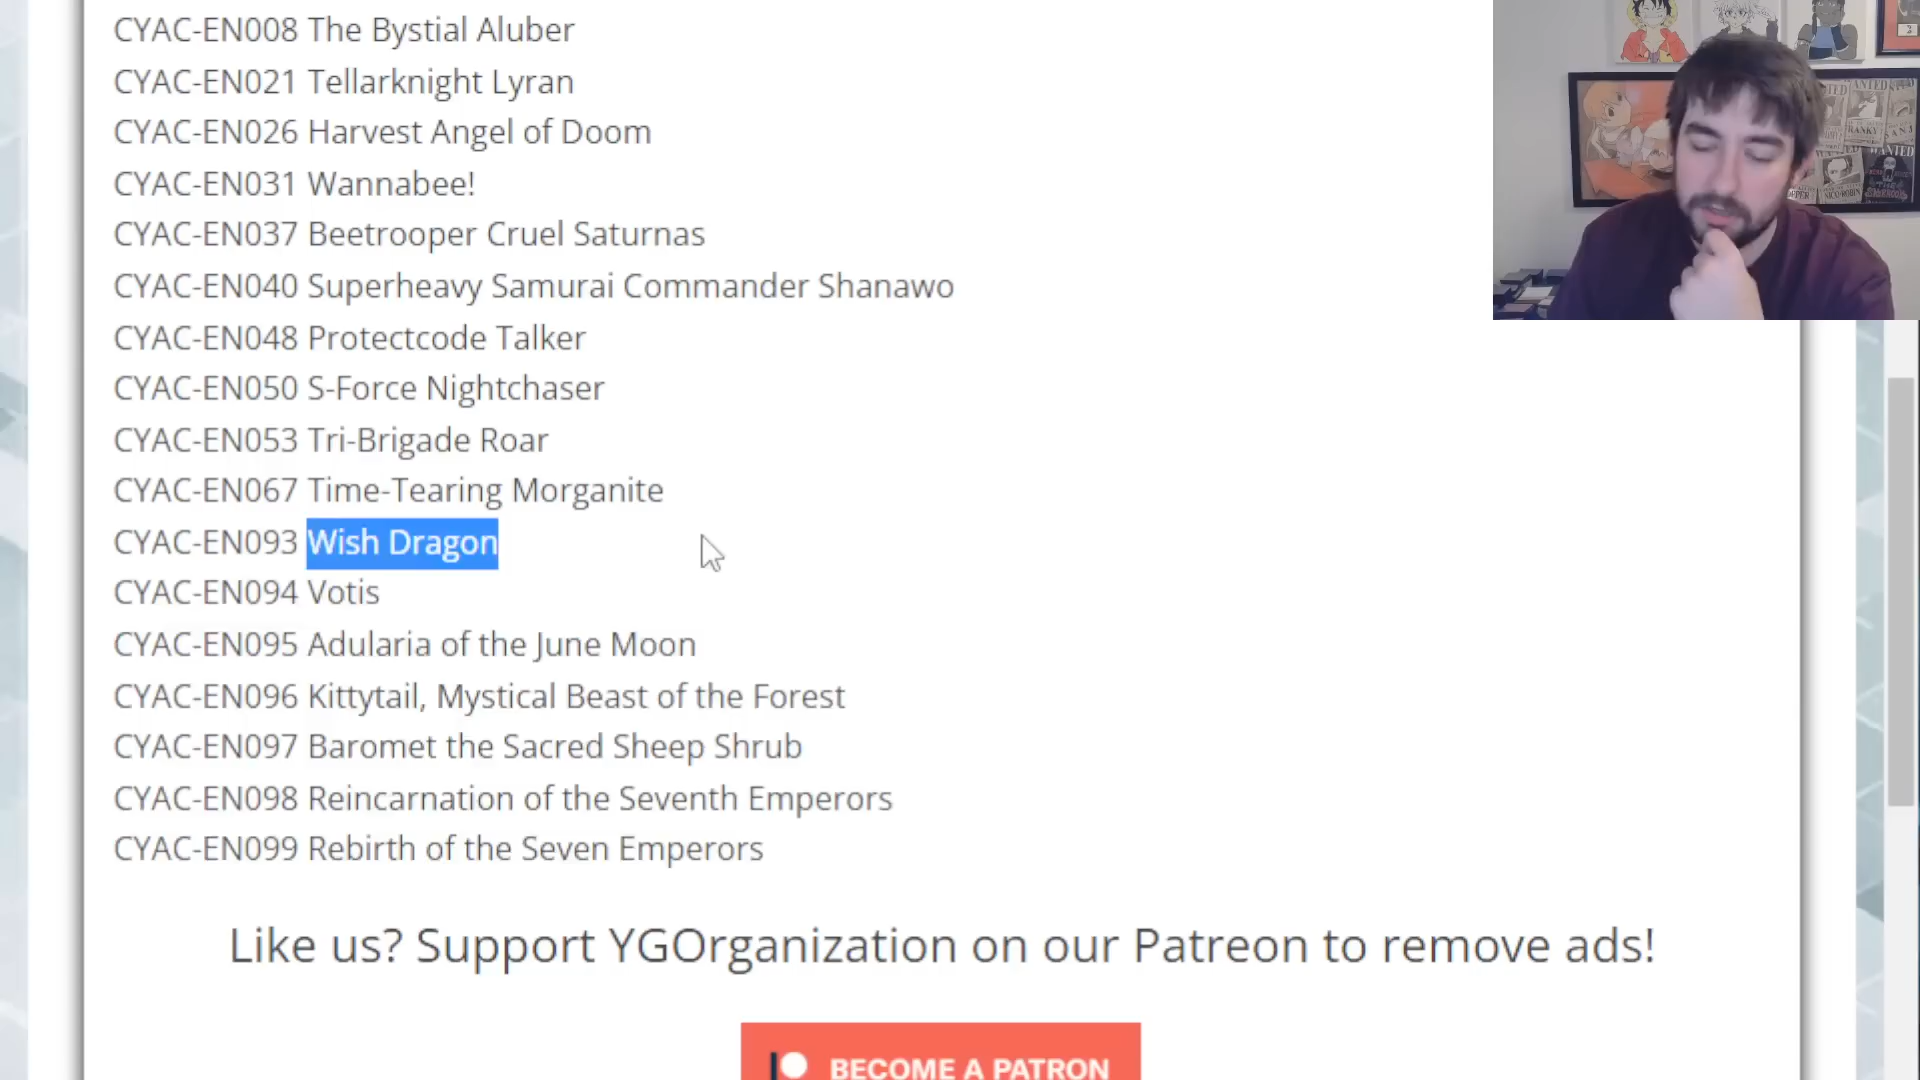 CYAC-EN008 The Bystial Aluber
CYAC-EN021 Tellarknight Lyran
CYAC-EN026 Harvest Angel of Doom
CYAC-EN031 Wannabee!
CYAC-EN037 Beetrooper Cruel Saturnas
CYAC-EN040 Superheavy Samurai Commander Shanawo
CYAC-EN048 Protectcode Talker
CYAC-EN050 S-Force Nightchaser
CYAC-EN053 Tri-Brigade Roar
CYAC-EN067 Time-Tearing Morganite
CYAC-EN093 Wish Dragon
CYAC-EN094 Votis
CYAC-EN095 Adularia of the June Moon
CYAC-EN096 Kittytail, Mystical Beast of the Forest
CYAC-EN097 Baromet the Sacred Sheep Shrub
CYAC-EN098 Reincarnation of the Seventh Emperors
CYAC-EN099 Rebirth of the Seven Emperors
Like us? Support YGOrganization on our Patreon to remove ads!
BECOME A PATRON
WANTED
NICO ROBIN